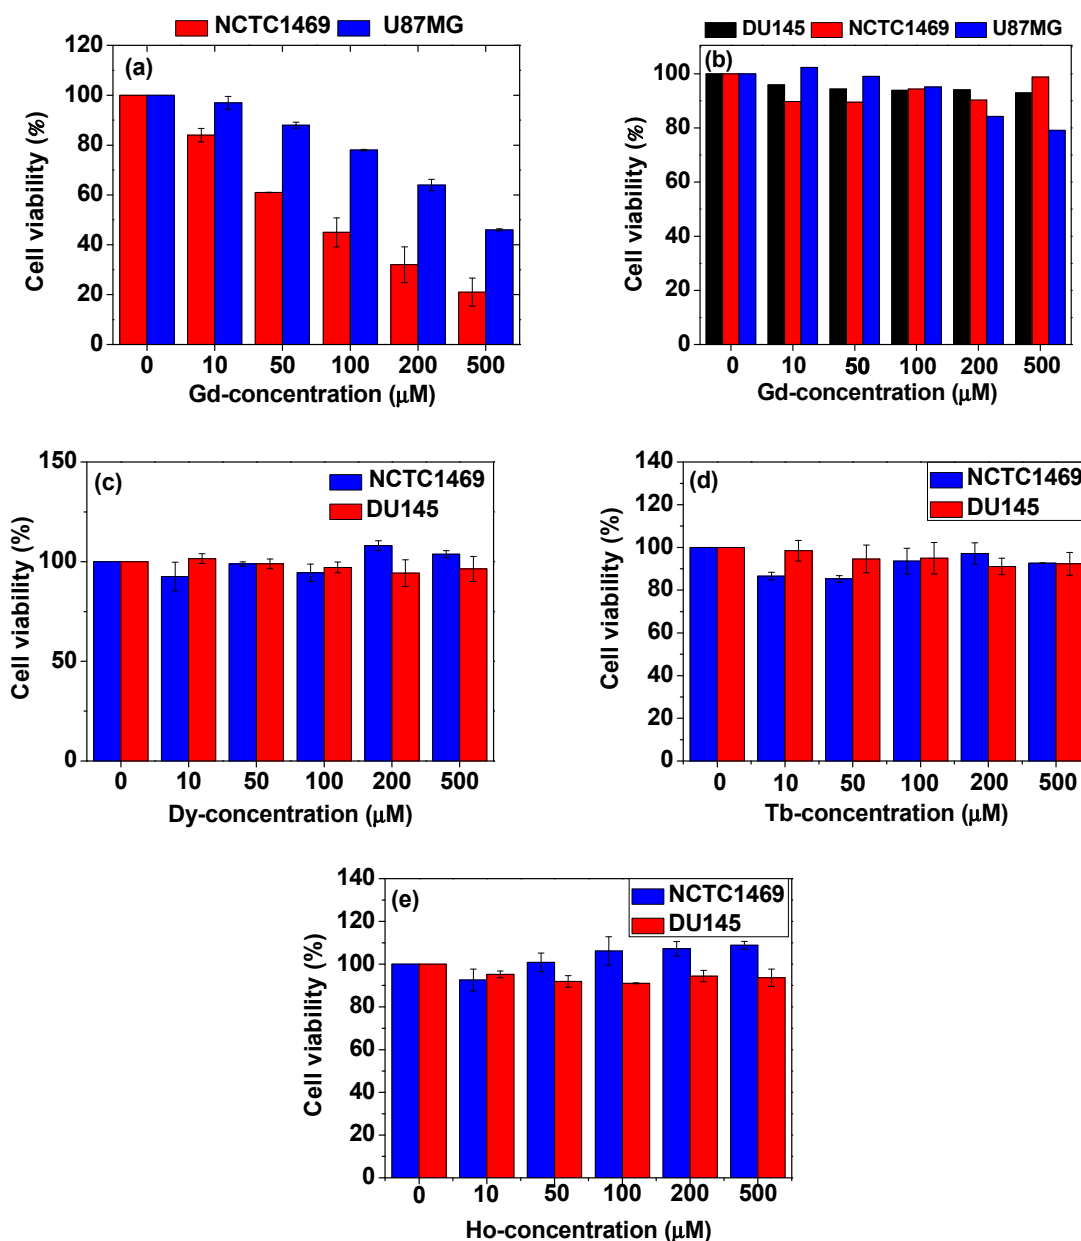 NCTC1469 U87MG
(a)
120
100
80
60
40
20
0
Cell viability (%)
0 10 50 100 200 500
Gd-concentration (μM)
DU145 NCTC1469 U87MG
(b)
100
80
60
40
20
0
Cell viability (%)
0 10 50 100 200 500
Gd-concentration (μM)
(c)
NCTC1469
DU145
150
100
50
0
Cell viability (%)
0 10 50 100 200 500
Dy-concentration (μM)
(d)
NCTC1469
DU145
140
120
100
80
60
40
20
0
Cell viability (%)
0 10 50 100 200 500
Tb-concentration (μM)
(e)
NCTC1469
DU145
140
120
100
80
60
40
20
0
Cell viability (%)
0 10 50 100 200 500
Ho-concentration (μM)